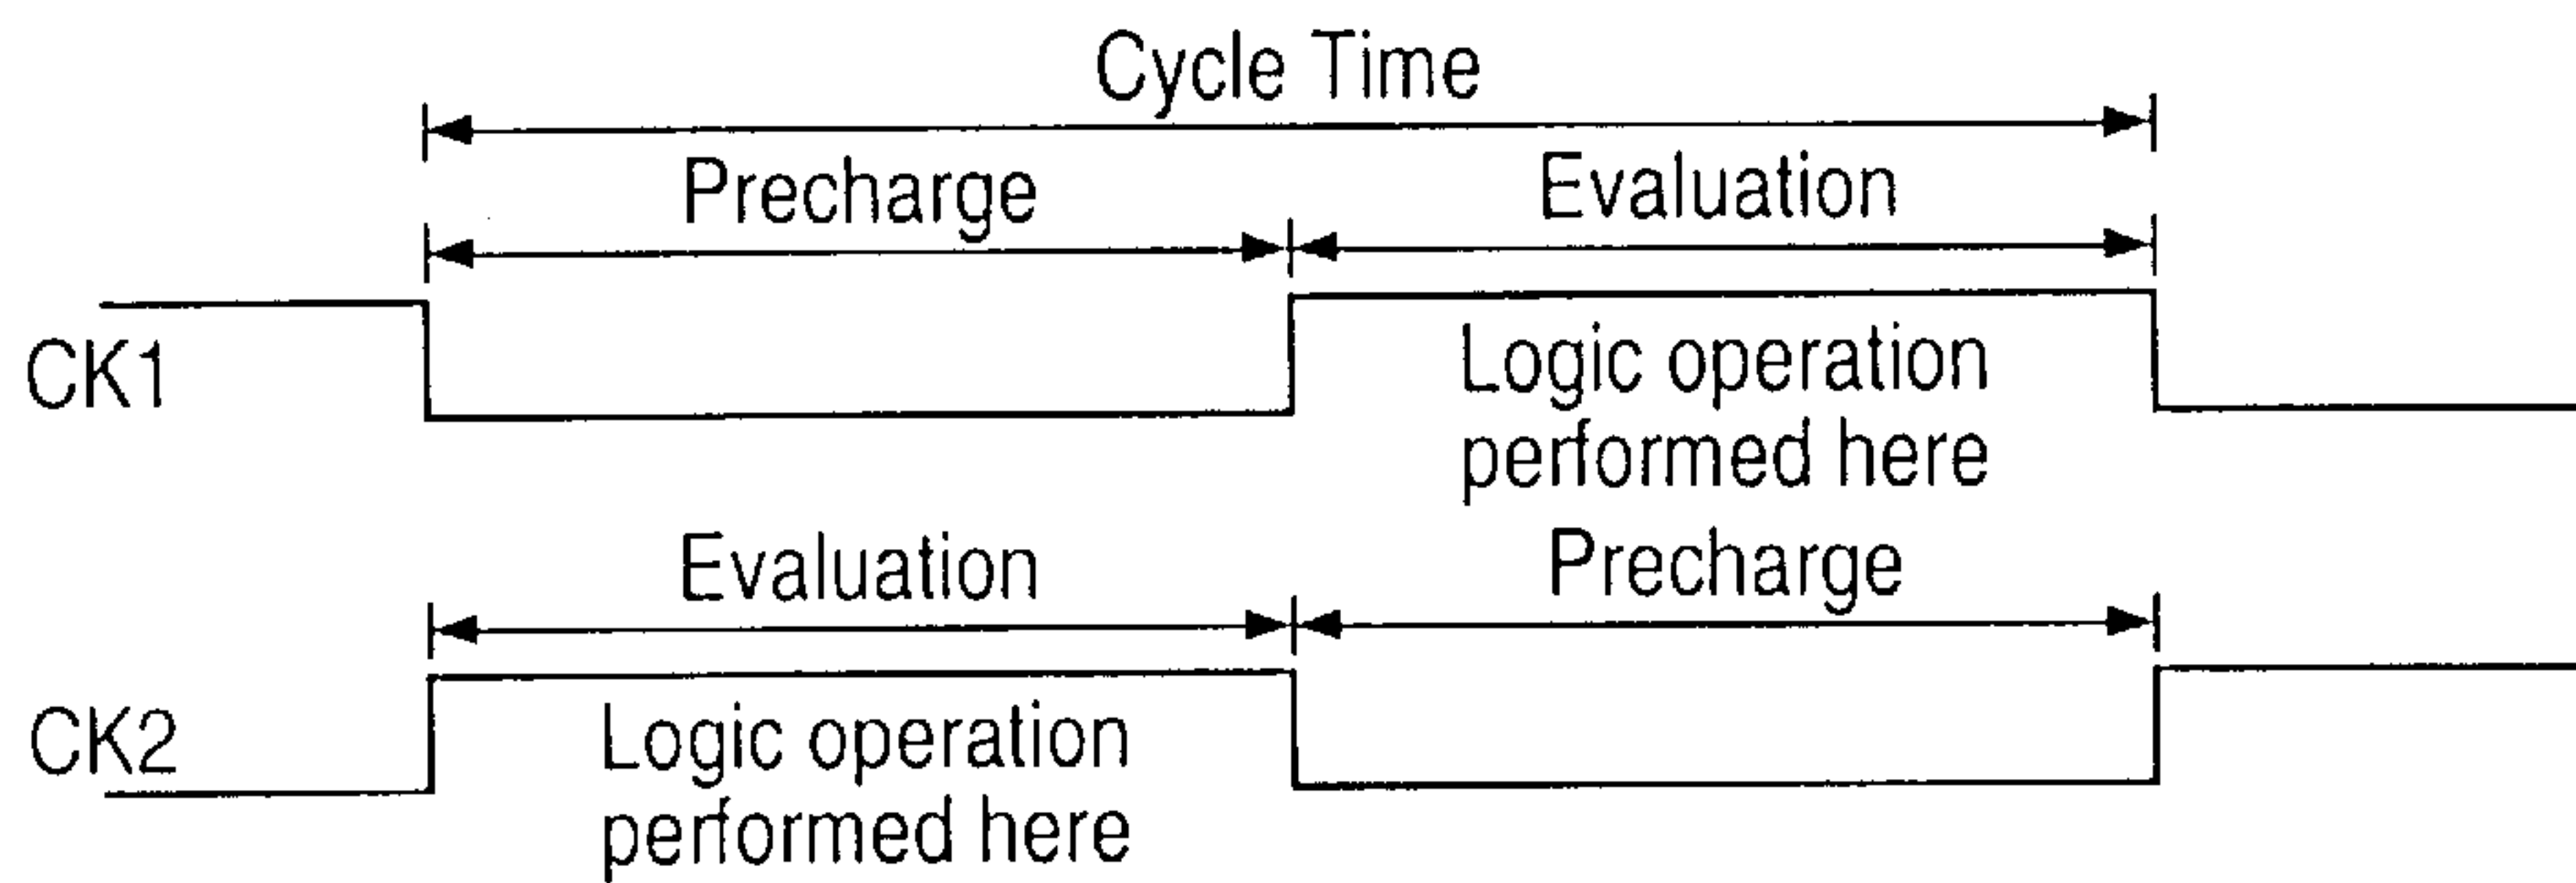 Cycle Time
Precharge
Evaluation
CK1
Logic operation
performed here
Evaluation
Precharge
CK2
Logic operation
performed here